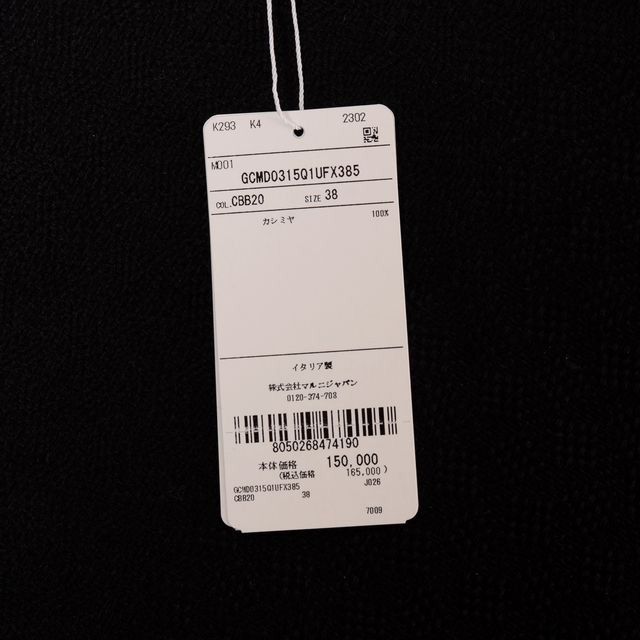 K293 K4 2302
M001
GCMD0315Q1UFX385
COL.CBB20 SIZE 38
カシミヤ 100%
イタリア製
株式会社マルニジャパン
0120-374-708
8050268474190
本体価格 150,000
(税込価格 165,000)
GCMD0315Q1UFX385 J026
CBB20 38
7009